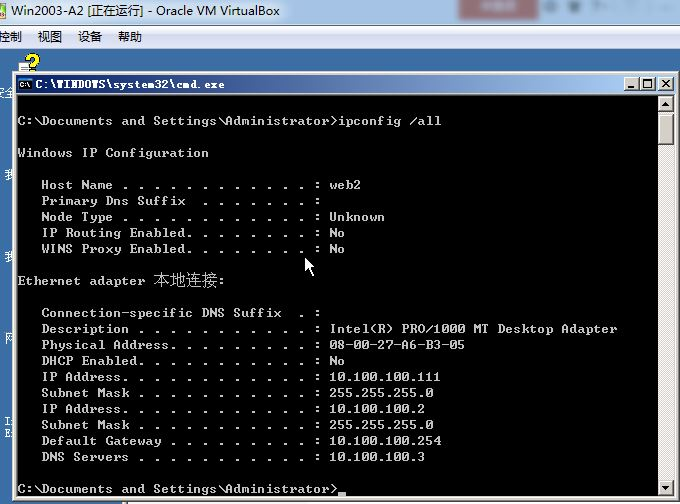 Win2003-A2 [正在运行] - Oracle VM VirtualBox
控制 视图 设备 帮助
C:\WINDOWS\system32\cmd.exe
C:\Documents and Settings\Administrator>ipconfig /all
Windows IP Configuration
Host Name . . . . . . . . . . . . : web2
Primary Dns Suffix . . . . . . . :
Node Type . . . . . . . . . . . . : Unknown
IP Routing Enabled. . . . . . . . : No
WINS Proxy Enabled. . . . . . . . : No
Ethernet adapter 本地连接:
Connection-specific DNS Suffix . :
Description . . . . . . . . . . . : Intel(R) PRO/1000 MT Desktop Adapter
Physical Address. . . . . . . . . : 08-00-27-A6-B3-05
DHCP Enabled. . . . . . . . . . . : No
IP Address. . . . . . . . . . . . : 10.100.100.111
Subnet Mask . . . . . . . . . . . : 255.255.255.0
IP Address. . . . . . . . . . . . : 10.100.100.2
Subnet Mask . . . . . . . . . . . : 255.255.255.0
Default Gateway . . . . . . . . . : 10.100.100.254
DNS Servers . . . . . . . . . . . : 10.100.100.3
C:\Documents and Settings\Administrator>